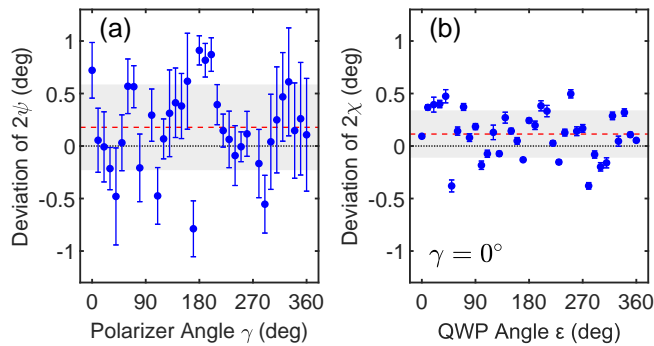 (a)
Deviation of 2ψ (deg)
1
0.5
0
-0.5
-1
0 90 180 270 360
Polarizer Angle γ (deg)
(b)
Deviation of 2χ (deg)
1
0.5
0
-0.5
-1
γ = 0°
0 90 180 270 360
QWP Angle ε (deg)